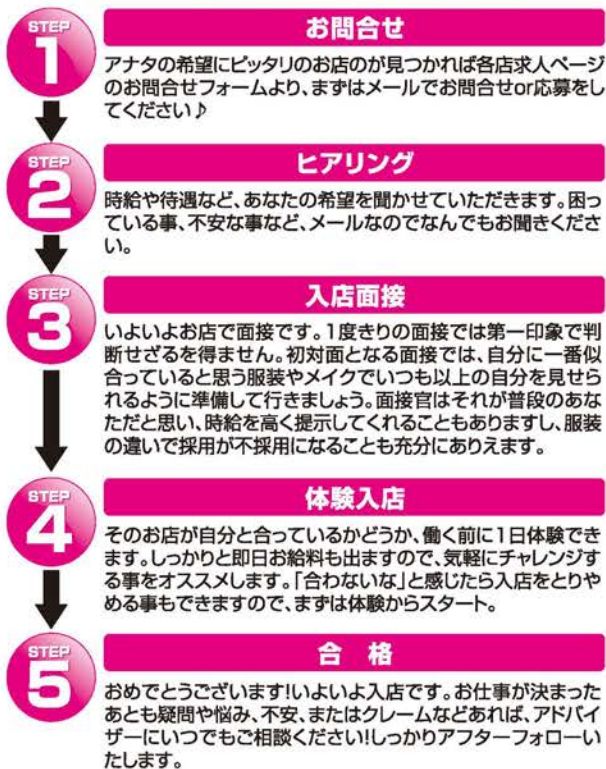 STEP
1
お問合せ
アナタの希望にピッタリのお店のが見つかれば各店求人ページ
のお問合せフォームより、まずはメールでお問合せor応募をし
てください♪
STEP
2
ヒアリング
時給や待遇など、あなたの希望を聞かせていただきます。困っ
ている事、不安な事など、メールなのでなんでもお聞きくださ
い。
STEP
3
入店面接
いよいよお店で面接です。1度きりの面接では第一印象で判
断せざるを得ません。初対面となる面接では、自分に一番似
合っていると思う服装やメイクでいつも以上の自分を見せら
れるように準備して行きましょう。面接官はそれが普段のあな
ただと思い、時給を高く提示してくれることもありますし、服装
の違いで採用が不採用になることも充分にありえます。
STEP
4
体験入店
そのお店が自分と合っているかどうか、働く前に1日体験でき
ます。しっかりと即日お給料も出ますので、気軽にチャレンジす
る事をオススメします。「合わないな」と感じたら入店をとりや
める事もできますので、まずは体験からスタート。
STEP
5
合 格
おめでとうございます!いよいよ入店です。お仕事が決まった
あとも疑問や悩み、不安、またはクレームなどあれば、アドバイ
ザーにいつでもご相談ください!しっかりアフターフォローい
たします。